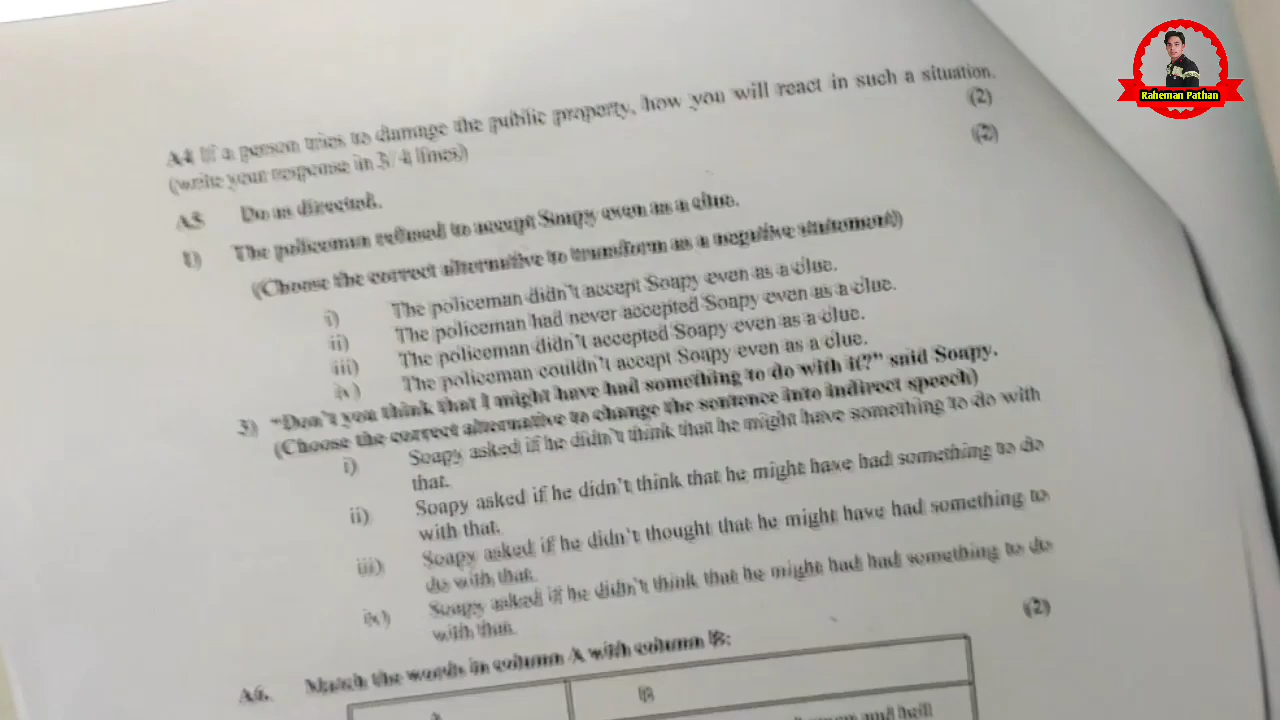 Raheman Pathan
A4 If a person tries to damage the public property, how you will react in such a situation.
(write your response in 3/4 lines) (2)
A5 Do as directed. (2)
1) The policeman refused to accept Soapy even as a clue.
(Choose the correct alternative to transform as a negative statement)
i) The policeman didn't accept Soapy even as a clue.
ii) The policeman had never accepted Soapy even as a clue.
iii) The policeman didn't accepted Soapy even as a clue.
iv) The policeman couldn't accept Soapy even as a clue.
3) "Don't you think that I might have had something to do with it?" said Soapy.
(Choose the correct alternative to change the sentence into indirect speech)
i) Soapy asked if he didn't think that he might have something to do with
that.
ii) Soapy asked if he didn't think that he might have had something to do
with that.
iii) Soapy asked if he didn't thought that he might have had something to
do with that.
iv) Soapy asked if he didn't think that he might had had something to do
with that.
A6. Match the words in column A with column B: (2)
A B
and hell